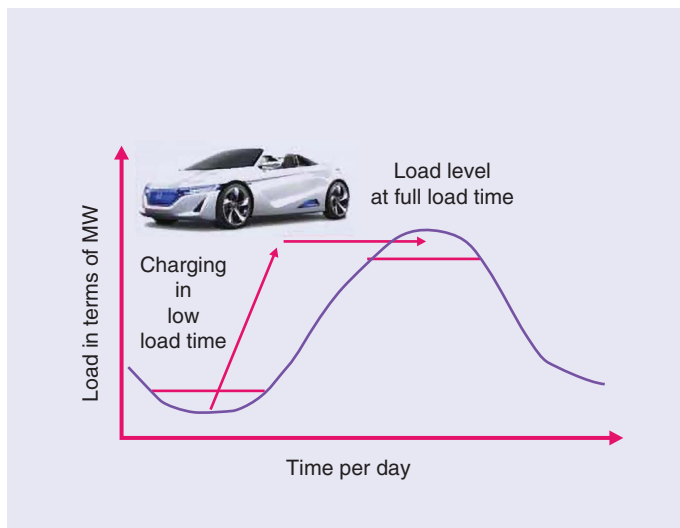 Load level
at full load time
Charging
in
low
load time
Load in terms of MW
Time per day